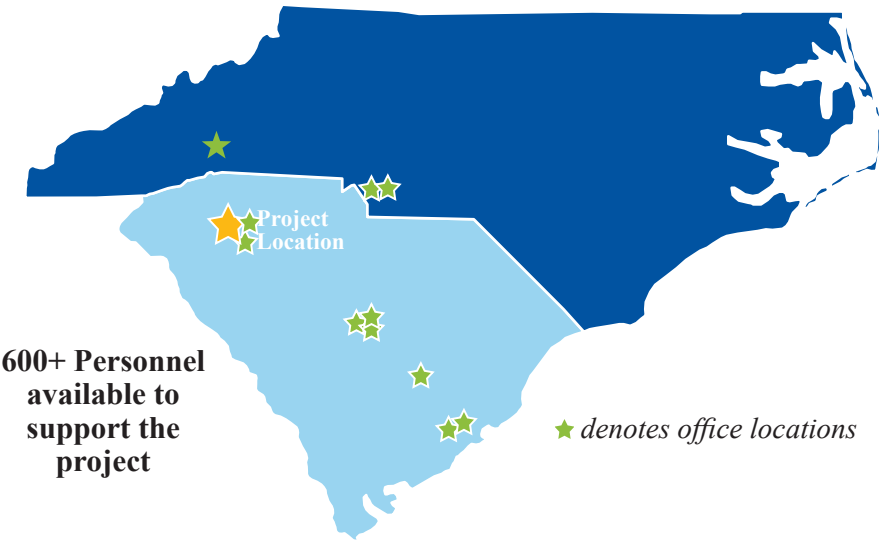 Project
Location
600+ Personnel
available to
support the
project
denotes office locations